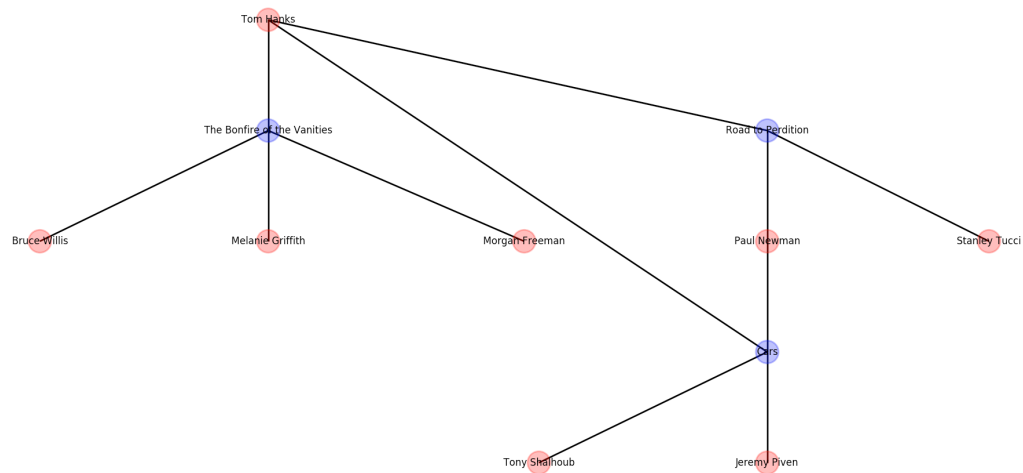 Tom Hanks
The Bonfire of the Vanities
Road to Perdition
Bruce Willis
Melanie Griffith
Morgan Freeman
Paul Newman
Stanley Tucci
Cars
Tony Shalhoub
Jeremy Piven